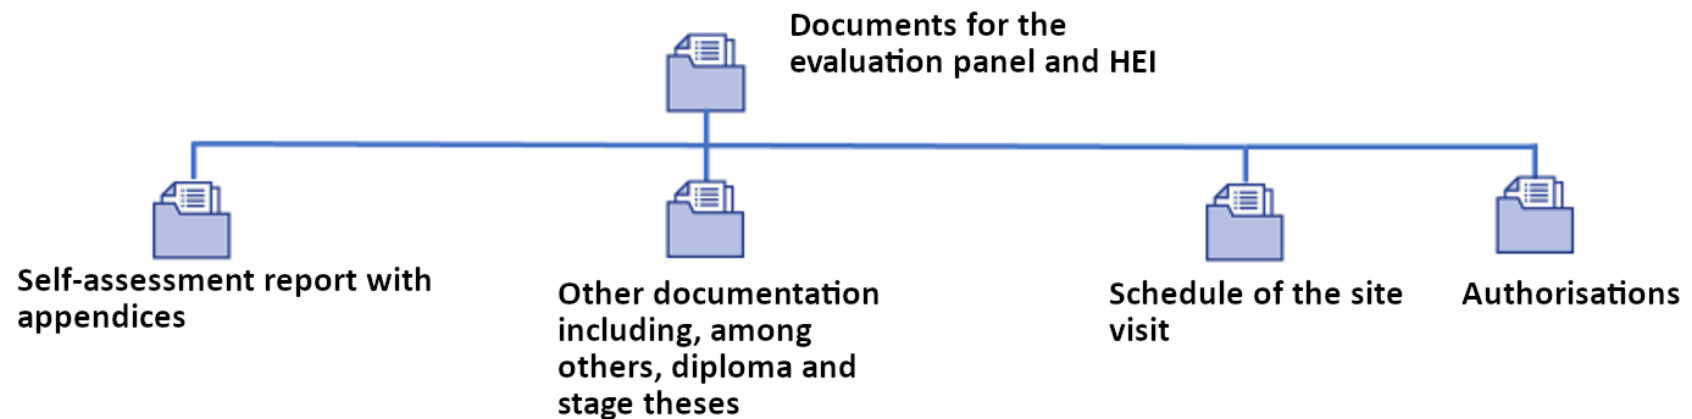 Documents for the
evaluation panel and HEI
Self-assessment report with
appendices
Other documentation
including, among
others, diploma and
stage theses
Schedule of the site
visit
Authorisations